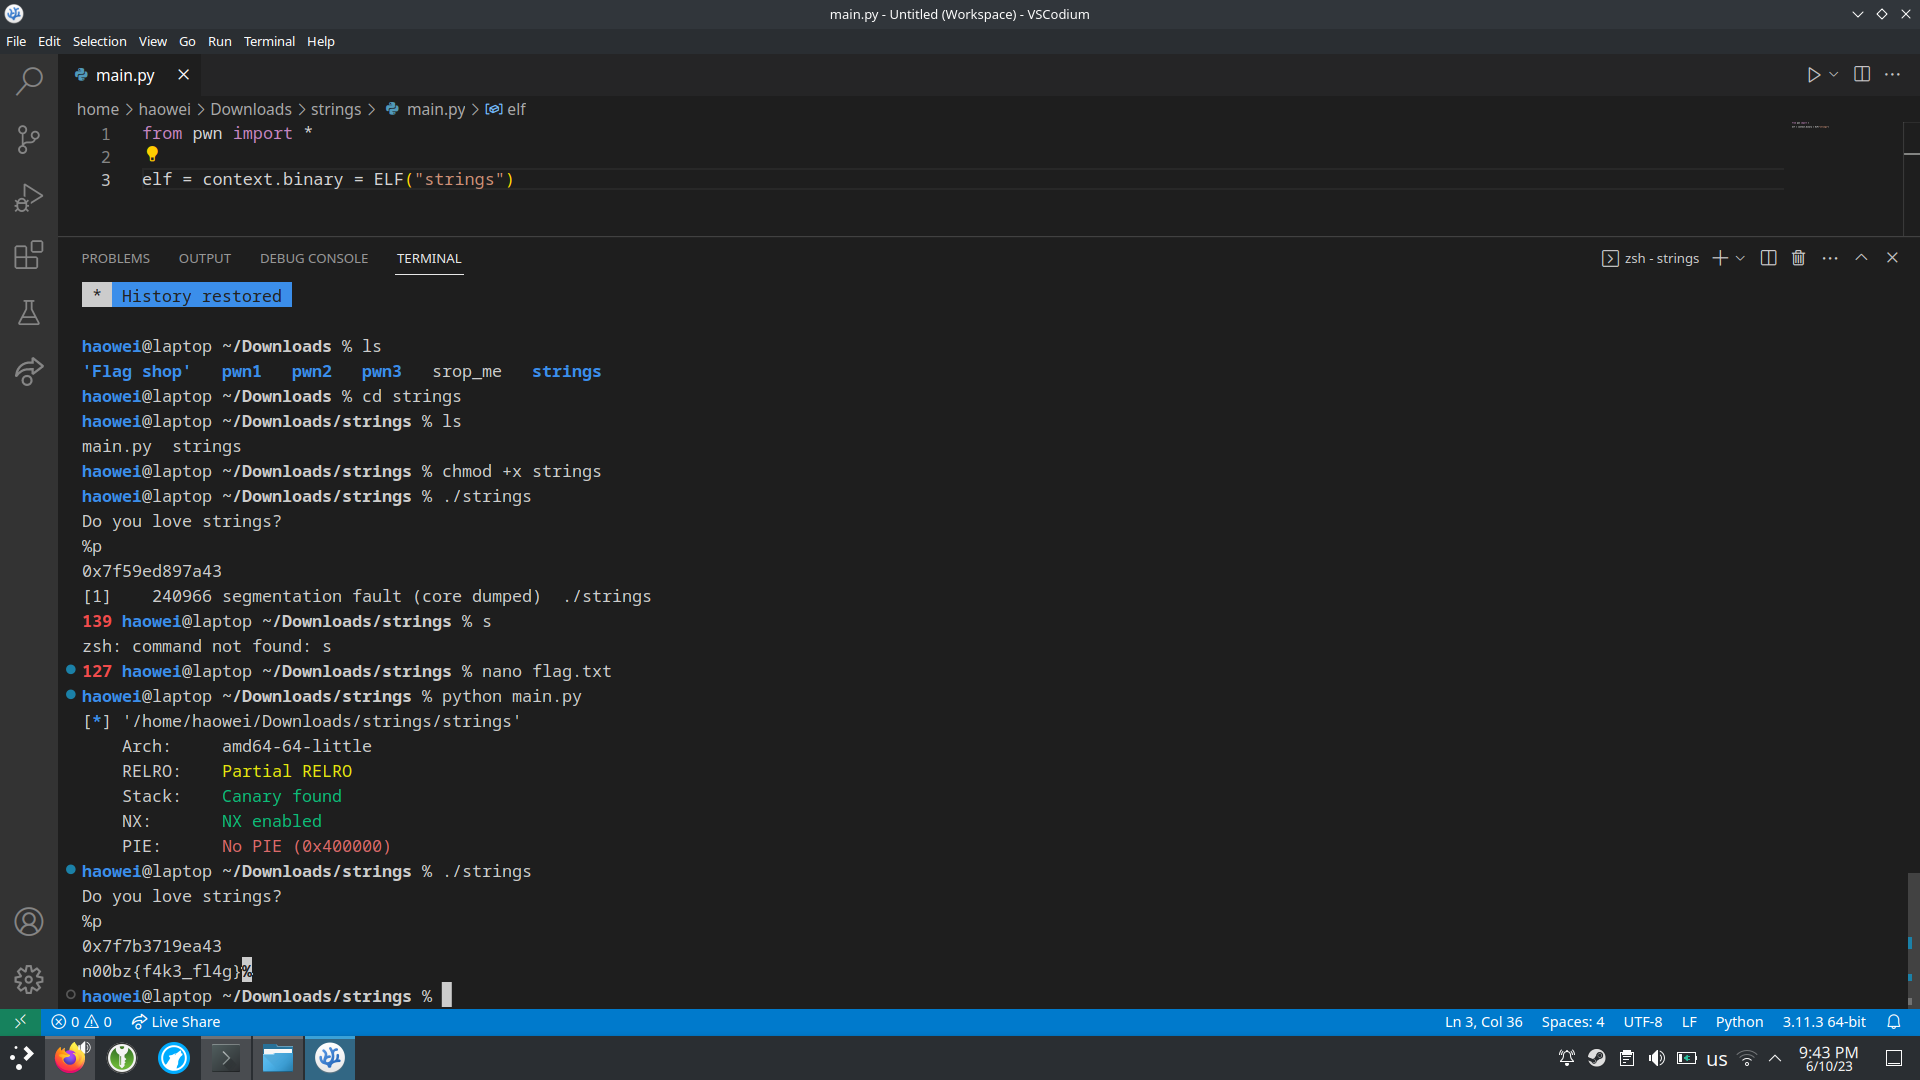 main.py - Untitled (Workspace) - VSCodium
File Edit Selection View Go Run Terminal Help
main.py
home > haowei > Downloads > strings > main.py > elf
1 from pwn import *
2
3 elf = context.binary = ELF("strings")
PROBLEMS OUTPUT DEBUG CONSOLE TERMINAL
zsh - strings
* History restored
haowei@laptop ~/Downloads % ls
'Flag shop' pwn1 pwn2 pwn3 srop_me strings
haowei@laptop ~/Downloads % cd strings
haowei@laptop ~/Downloads/strings % ls
main.py strings
haowei@laptop ~/Downloads/strings % chmod +x strings
haowei@laptop ~/Downloads/strings % ./strings
Do you love strings?
%p
0x7f59ed897a43
[1] 240966 segmentation fault (core dumped) ./strings
139 haowei@laptop ~/Downloads/strings % s
zsh: command not found: s
127 haowei@laptop ~/Downloads/strings % nano flag.txt
haowei@laptop ~/Downloads/strings % python main.py
[*] '/home/haowei/Downloads/strings/strings'
Arch: amd64-64-little
RELRO: Partial RELRO
Stack: Canary found
NX: NX enabled
PIE: No PIE (0x400000)
haowei@laptop ~/Downloads/strings % ./strings
Do you love strings?
%p
0x7f7b3719ea43
n00bz{f4k3_fl4g}%
haowei@laptop ~/Downloads/strings %
0 0 Live Share Ln 3, Col 36 Spaces: 4 UTF-8 LF Python 3.11.3 64-bit
us 9:43 PM
6/10/23